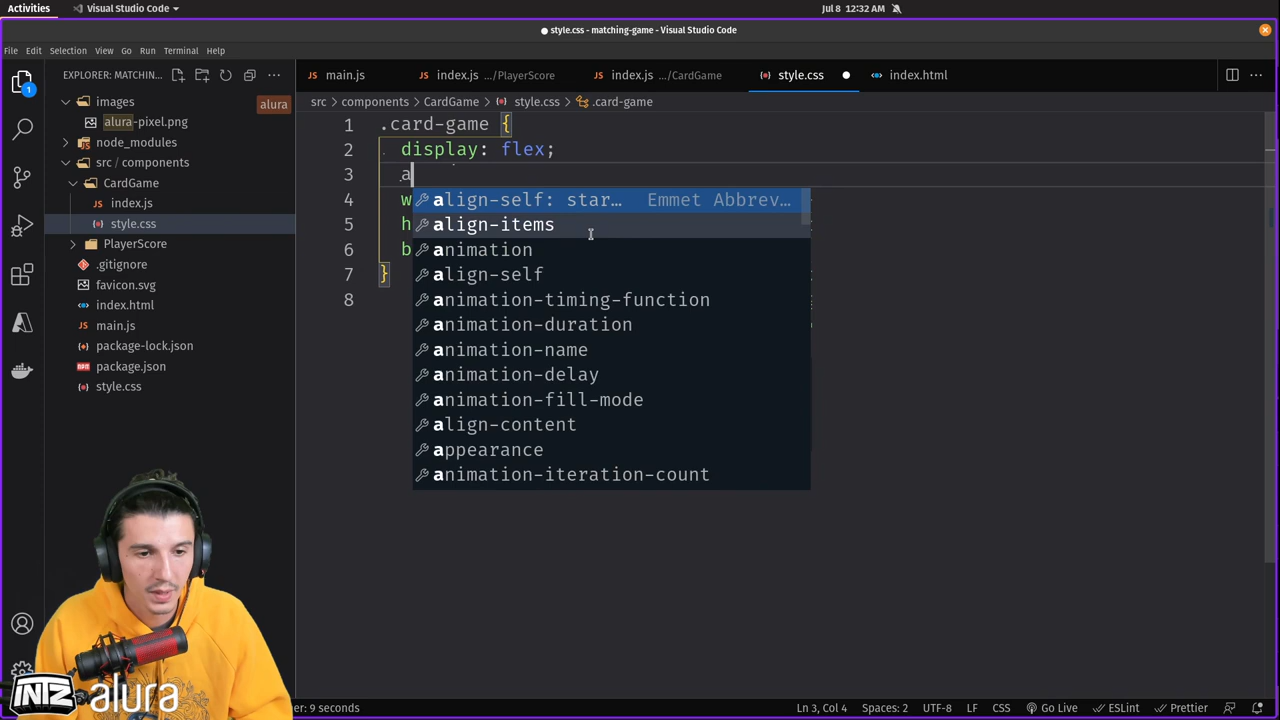 Activities
Visual Studio Code
Jul 8 12:32 AM
style.css - matching-game - Visual Studio Code
File Edit Selection View Go Run Terminal Help
EXPLORER: MATCHIN...
main.js
index.js .../PlayerScore
index.js .../CardGame
style.css
index.html
src > components > CardGame > style.css > .card-game
images
alura
alura-pixel.png
node_modules
src / components
CardGame
index.js
style.css
PlayerScore
.gitignore
favicon.svg
index.html
main.js
package-lock.json
package.json
style.css
1 .card-game {
2 display: flex;
3 a
4 w
5 h
6 b
7 }
8
align-self: star… Emmet Abbrev…
align-items
animation
align-self
animation-timing-function
animation-duration
animation-name
animation-delay
animation-fill-mode
align-content
appearance
animation-iteration-count
1
INTZ alura
: 9 seconds
Ln 3, Col 4 Spaces: 2 UTF-8 LF CSS Go Live ESLint Prettier